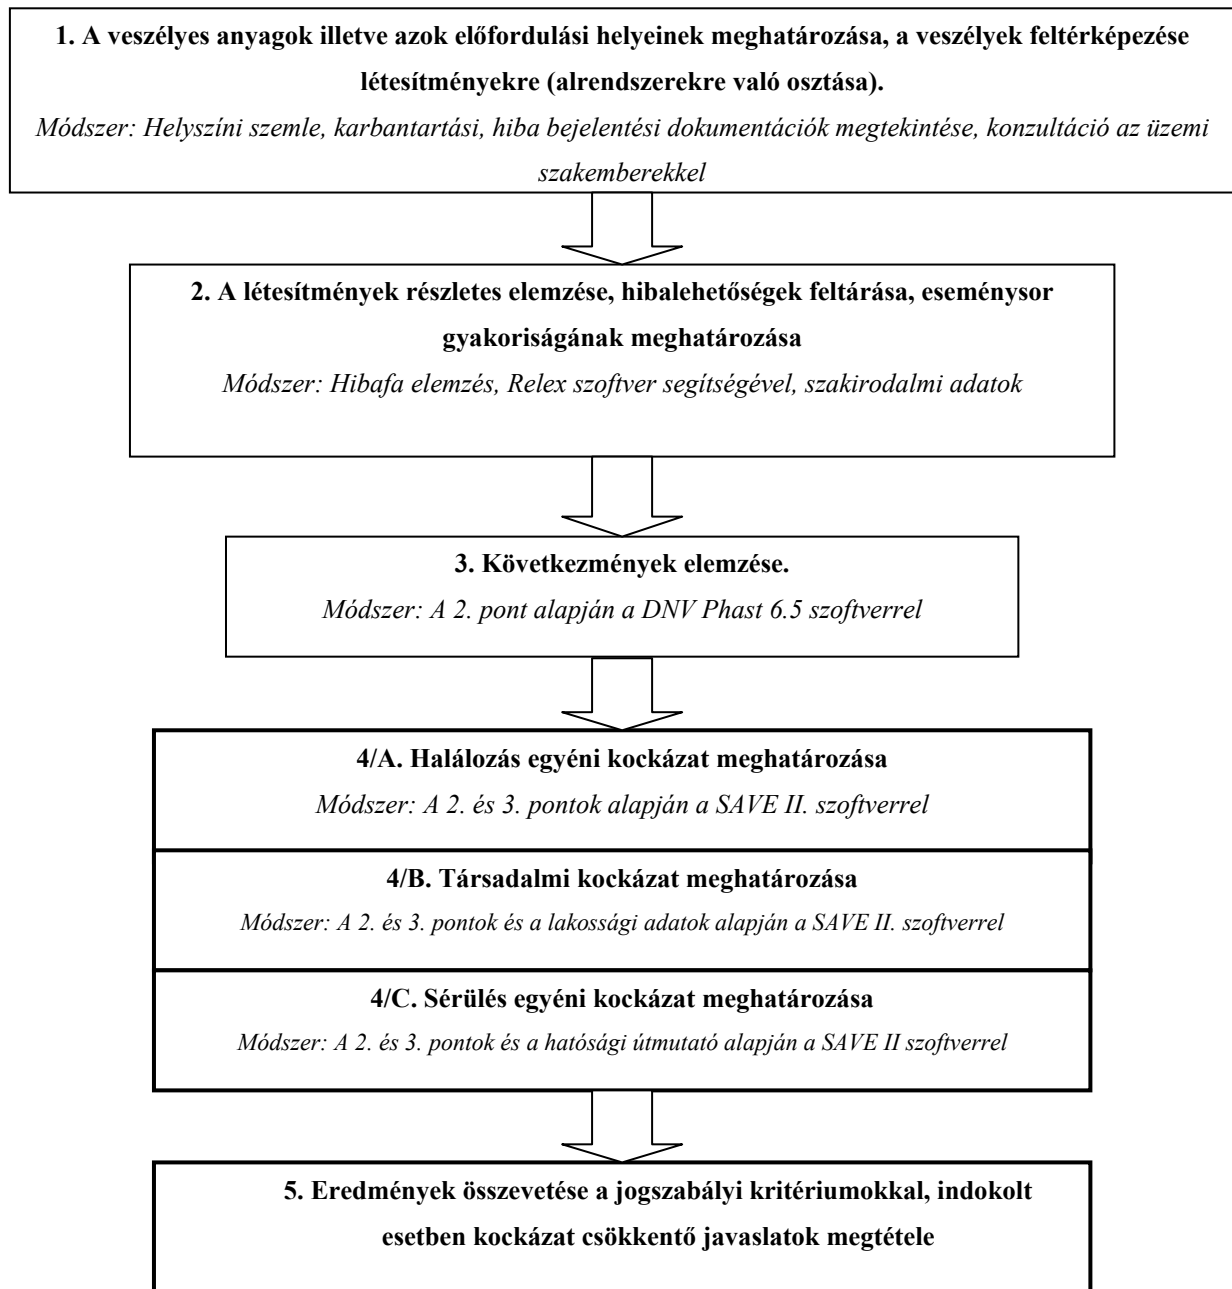 1. A veszélyes anyagok illetve azok előfordulási helyeinek meghatározása, a veszélyek feltérképezése
létesítményekre (alrendszerekre való osztása).
Módszer: Helyszíni szemle, karbantartási, hiba bejelentési dokumentációk megtekintése, konzultáció az üzemi
szakemberekkel
2. A létesítmények részletes elemzése, hibalehetőségek feltárása, eseménysor
gyakoriságának meghatározása
Módszer: Hibafa elemzés, Relex szoftver segítségével, szakirodalmi adatok
3. Következmények elemzése.
Módszer: A 2. pont alapján a DNV Phast 6.5 szoftverrel
4/A. Halálozás egyéni kockázat meghatározása
Módszer: A 2. és 3. pontok alapján a SAVE II. szoftverrel
4/B. Társadalmi kockázat meghatározása
Módszer: A 2. és 3. pontok és a lakossági adatok alapján a SAVE II. szoftverrel
4/C. Sérülés egyéni kockázat meghatározása
Módszer: A 2. és 3. pontok és a hatósági útmutató alapján a SAVE II szoftverrel
5. Eredmények összevetése a jogszabályi kritériumokkal, indokolt
esetben kockázat csökkentő javaslatok megtétele